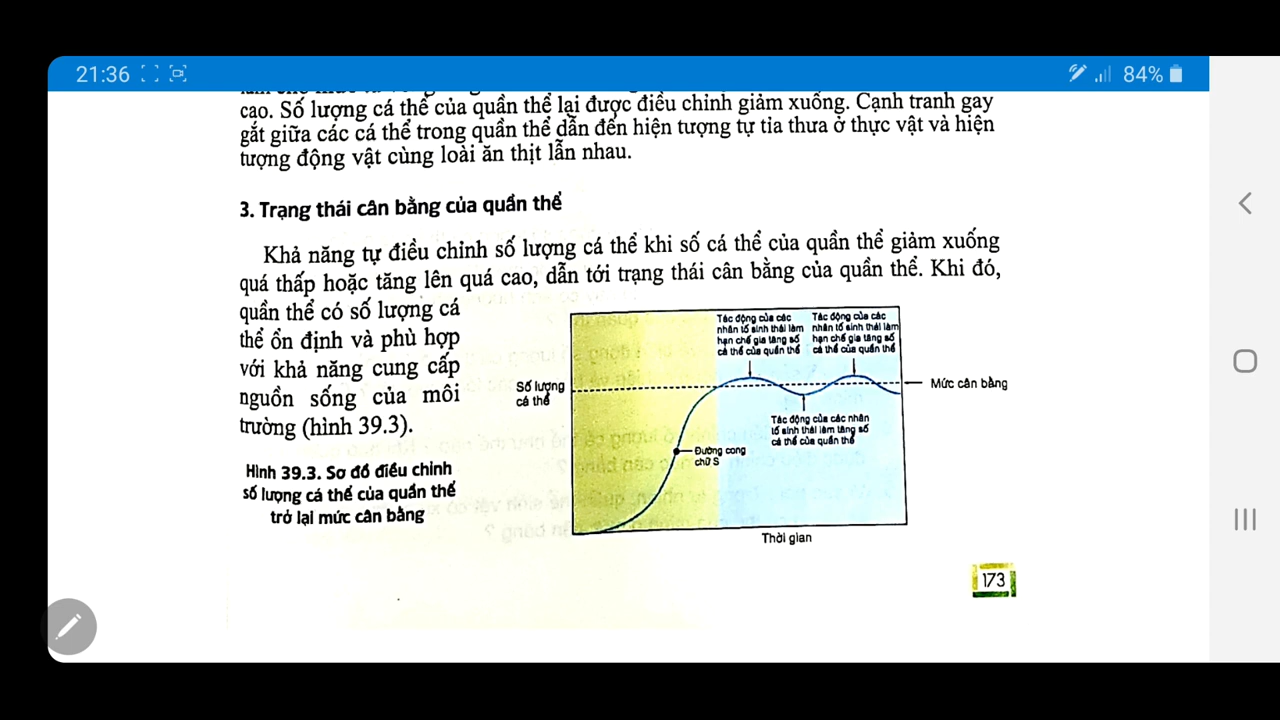 21:36
84%
cao. Số lượng cá thể của quần thể lại được điều chỉnh giảm xuống. Cạnh tranh gay
gắt giữa các cá thể trong quần thể dẫn đến hiện tượng tự tỉa thưa ở thực vật và hiện
tượng động vật cùng loài ăn thịt lẫn nhau.
3. Trạng thái cân bằng của quần thể
Khả năng tự điều chỉnh số lượng cá thể khi số cá thể của quần thể giảm xuống
quá thấp hoặc tăng lên quá cao, dẫn tới trạng thái cân bằng của quần thể. Khi đó,
quần thể có số lượng cá
thể ổn định và phù hợp
với khả năng cung cấp
nguồn sống của môi
trường (hình 39.3).
Hình 39.3. Sơ đồ điều chỉnh
số lượng cá thể của quần thể
trở lại mức cân bằng
Tác động của các
nhân tố sinh thái làm
hạn chế gia tăng số
cá thể của quần thể
Tác động của các
nhân tố sinh thái làm
hạn chế gia tăng số
cá thể của quần thể
Số lượng
cá thể
Mức cân bằng
Tác động của các nhân
tố sinh thái làm tăng số
cá thể của quần thể
Đường cong
chữ S
Thời gian
173